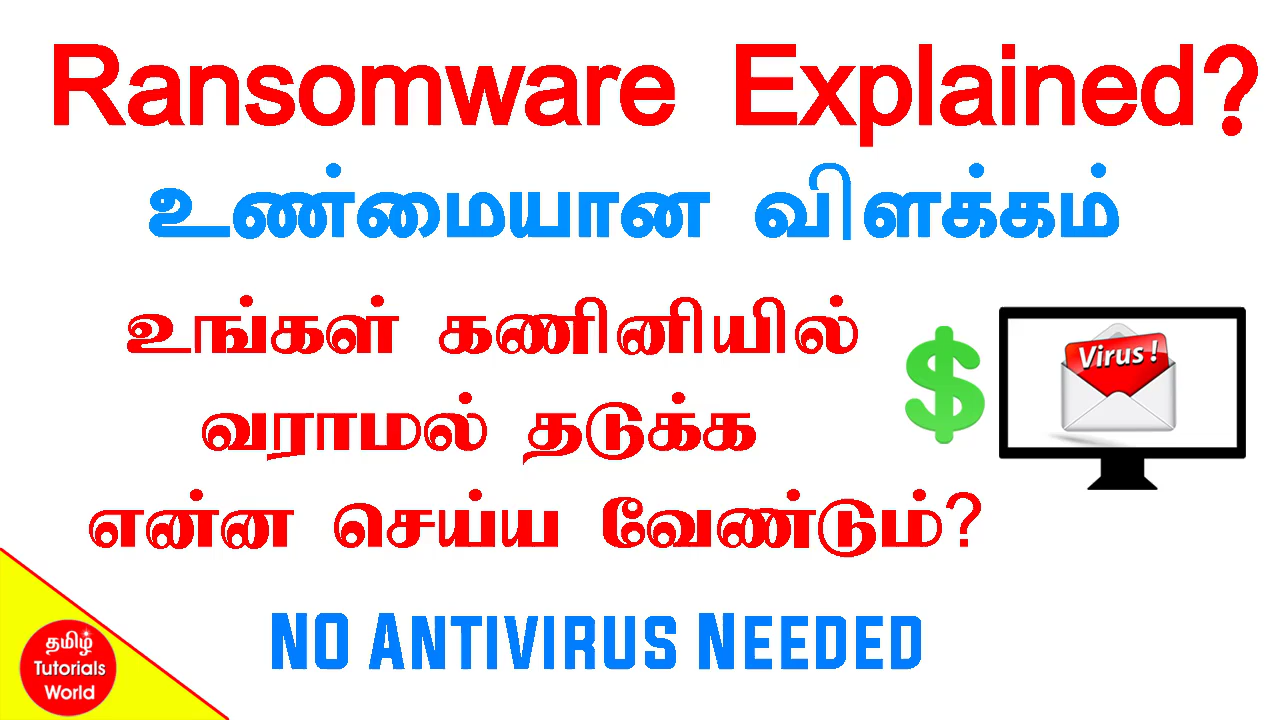 Ransomware Explained?
உண்மையான விளக்கம்
உங்கள் கணினியில்
வராமல் தடுக்க
என்ன செய்ய வேண்டும்?
NO ANTIVIRUS NEEDED
Virus !
தமிழ்
Tutorials
World